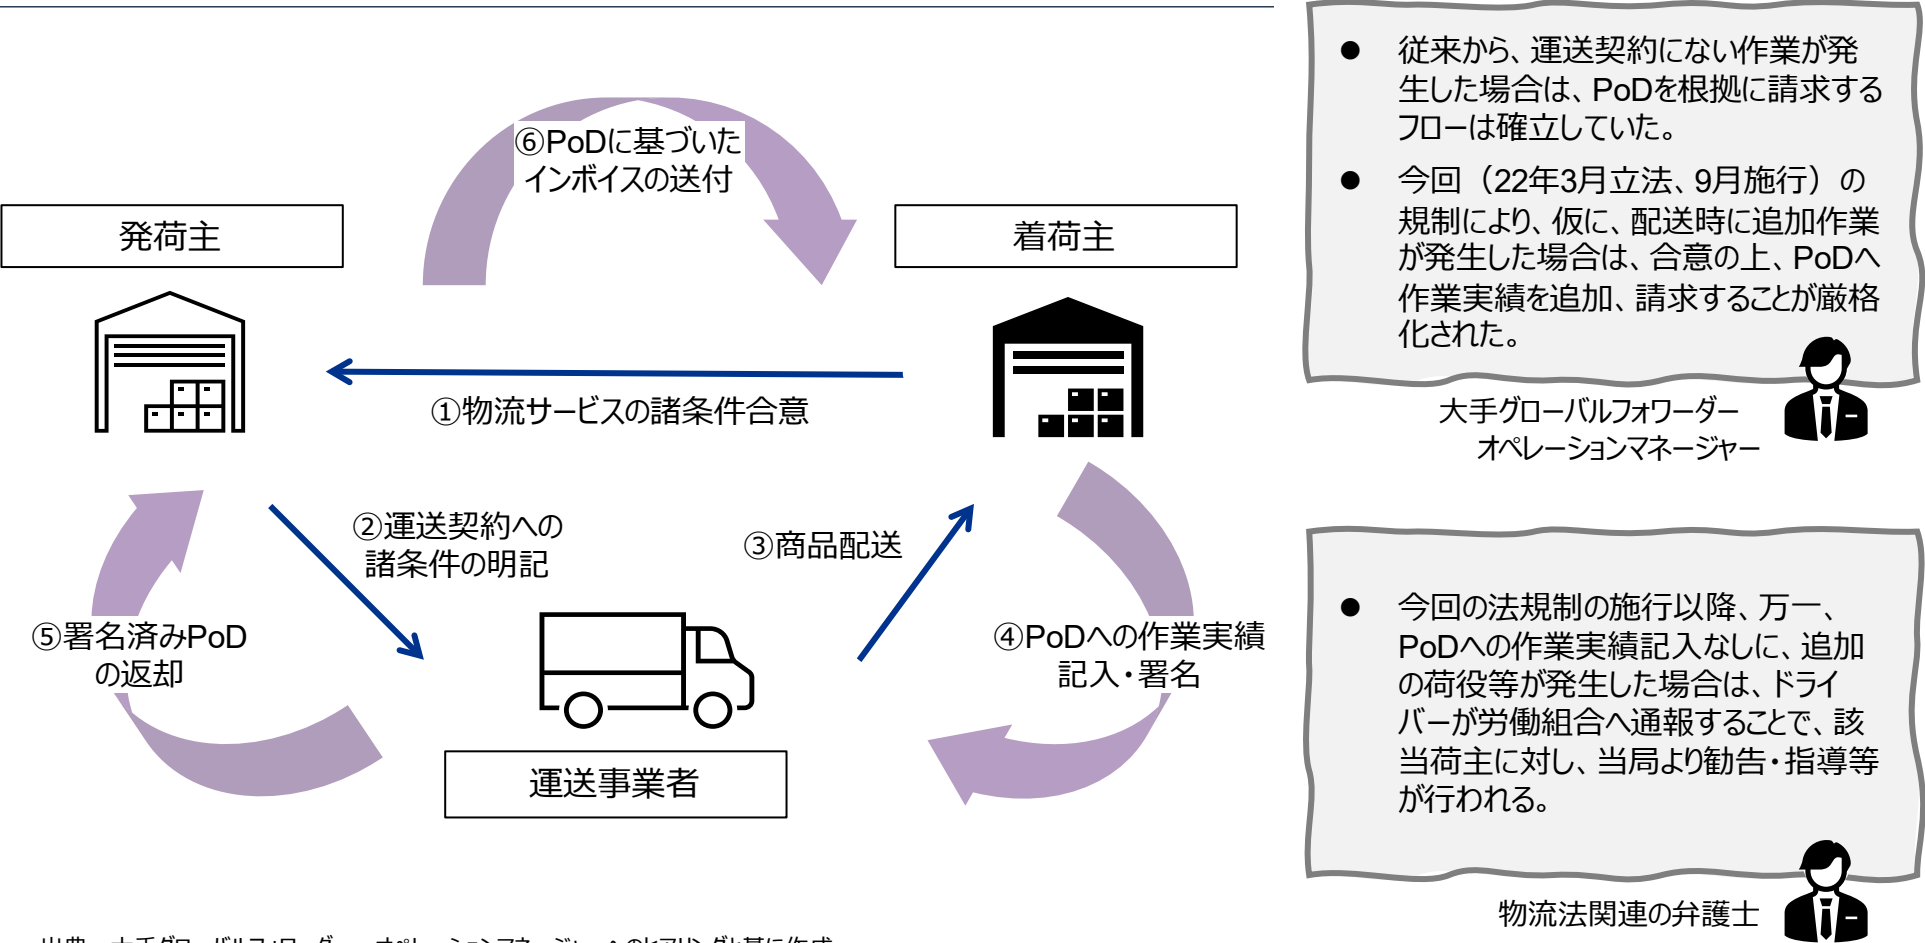 ⑥PoDに基づいた
インボイスの送付
発荷主
着荷主
①物流サービスの諸条件合意
②運送契約への
諸条件の明記
③商品配送
④PoDへの作業実績
記入・署名
⑤署名済みPoD
の返却
運送事業者
● 従来から、運送契約にない作業が発
生した場合は、PoDを根拠に請求する
フローは確立していた。
● 今回（22年3月立法、9月施行）の
規制により、仮に、配送時に追加作業
が発生した場合は、合意の上、PoDへ
作業実績を追加、請求することが厳格
化された。
大手グローバルフォワーダー
オペレーションマネージャー
● 今回の法規制の施行以降、万一、
PoDへの作業実績記入なしに、追加
の荷役等が発生した場合は、ドライ
バーが労働組合へ通報することで、該
当荷主に対し、当局より勧告・指導等
が行われる。
物流法関連の弁護士